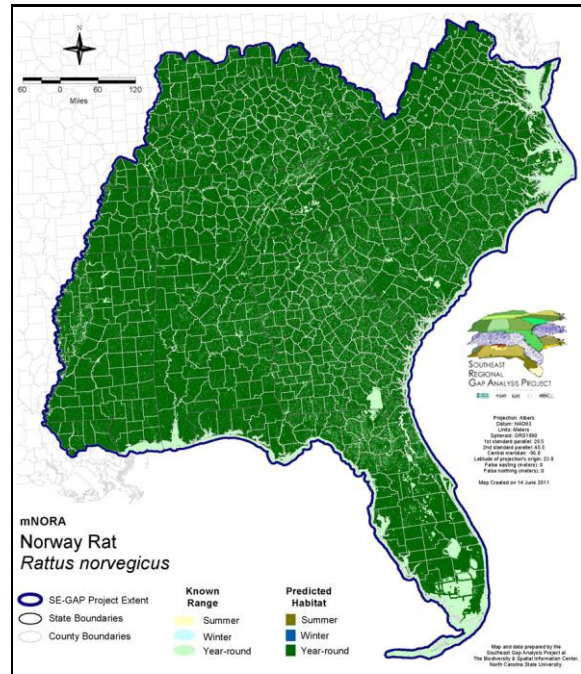 N
60 0 60 120
Miles
SOUTHEAST
REGIONAL
GAP ANALYSIS PROJECT
Projection: Albers
Datum: NAD83
Units: Meters
Spheroid: GRS1980
1st standard parallel: 29.5
2nd standard parallel: 45.5
Central meridian: -96.0
Latitude of projection's origin: 23.0
False easting (meters): 0
False northing (meters): 0
Map Created on 14 June 2011
mNORA
Norway Rat
Rattus norvegicus
SE-GAP Project Extent
State Boundaries
County Boundaries
Known
Range
Summer
Winter
Year-round
Predicted
Habitat
Summer
Winter
Year-round
Map and data prepared by the
Southeast Gap Analysis Project at
The Biodiversity & Spatial Information Center,
North Carolina State University.